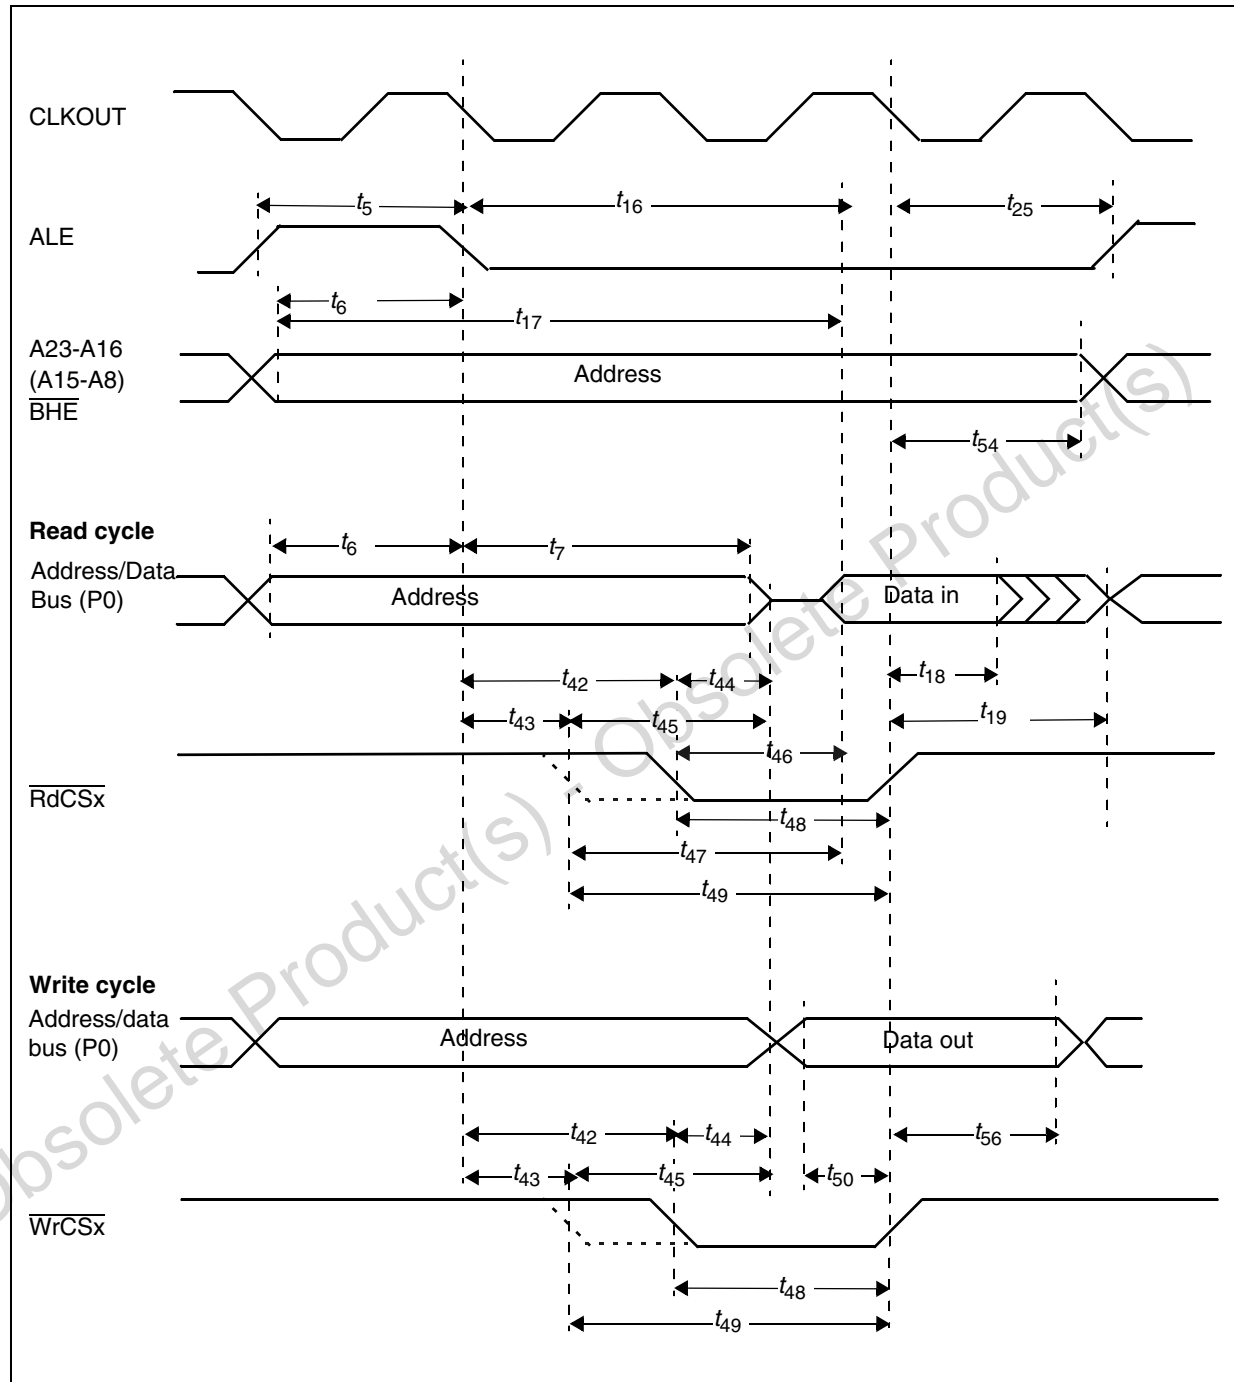 CLKOUT
t5
t16
t25
ALE
t6
t17
A23-A16
(A15-A8)
BHE
Address
t54
Read cycle
t6
t7
Address/Data
Bus (P0)
Address
Data in
t42
t44
t18
t43
t45
t19
t46
RdCSx
t48
t47
t49
Write cycle
Address/data
bus (P0)
Address
Data out
t42
t44
t56
t43
t45
t50
WrCSx
t48
t49
Obsolete Product(s) - Obsolete Product(s)